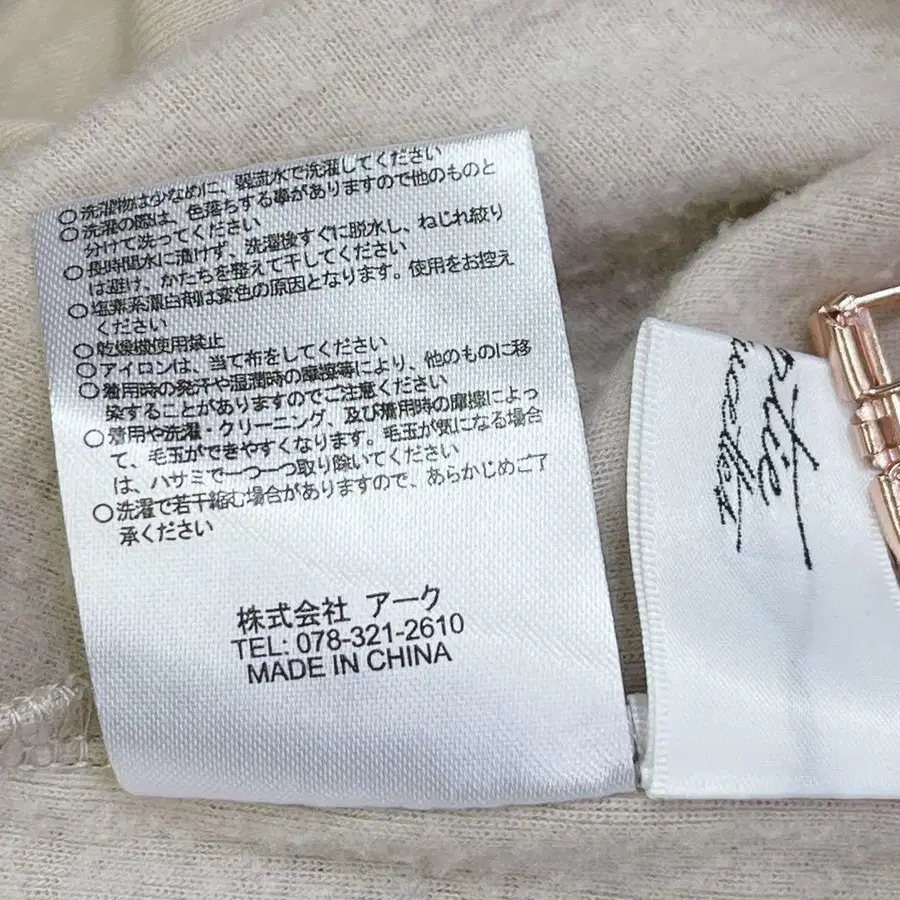 ○洗濯物は少なめに、弱流水で洗濯してください
○洗濯の際は、色落ちする事がありますので他のものと
分けて洗ってください
○長時間水に漬けず、洗濯後すぐに脱水し、ねじれ絞り
は避け、かたちを整えて干してください
○塩素系漂白剤は変色の原因となります。使用をお控え
ください
○乾燥機使用禁止
○アイロンは、当て布をしてください
○着用時の発汗や湿潤時の摩擦等により、他のものに移
染することがありますのでご注意ください
○着用や洗濯・クリーニング、及び着用時の摩擦によっ
て、毛玉ができやすくなります。毛玉が気になる場合
は、ハサミで一つ一つ取り除いてください
○洗濯で若干縮む場合がありますので、あらかじめご了
承ください
株式会社 アーク
TEL: 078-321-2610
MADE IN CHINA